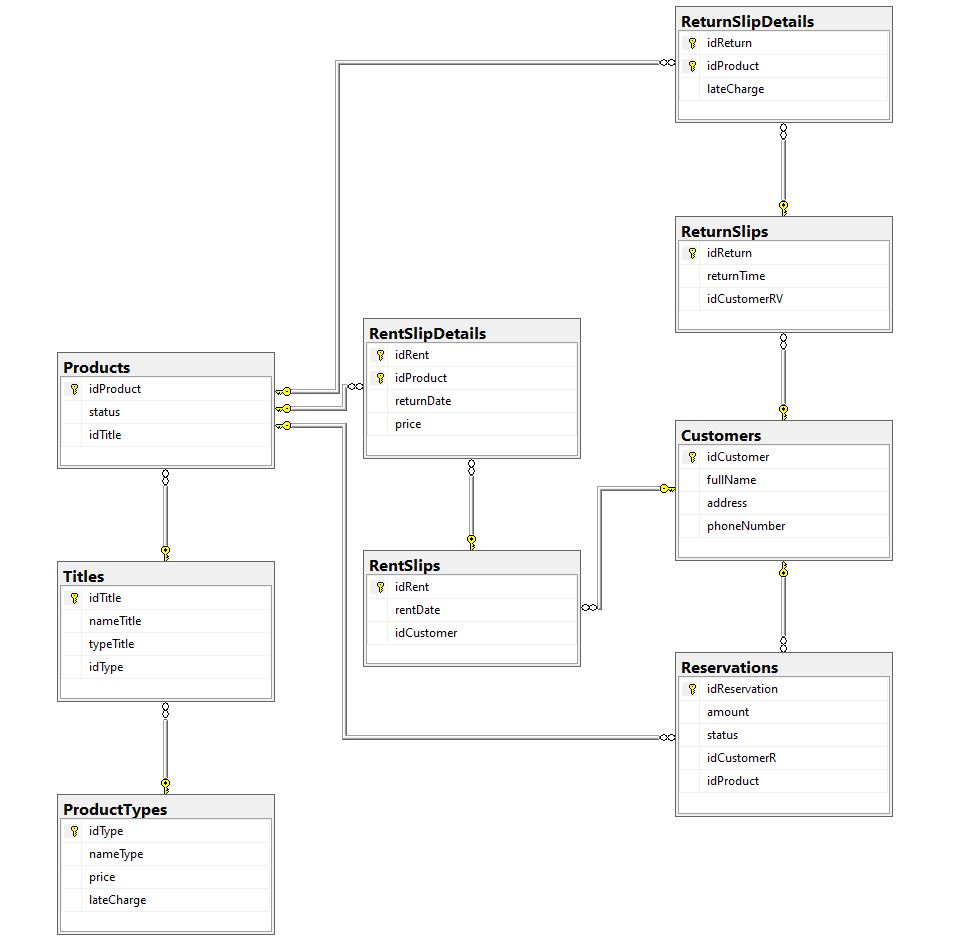 ReturnSlipDetails
idReturn
idProduct
lateCharge
ReturnSlips
idReturn
returnTime
idCustomerRV
RentSlipDetails
idRent
idProduct
returnDate
price
Products
idProduct
status
idTitle
Customers
idCustomer
fullName
address
phoneNumber
RentSlips
idRent
rentDate
idCustomer
Titles
idTitle
nameTitle
typeTitle
idType
Reservations
idReservation
amount
status
idCustomerR
idProduct
ProductTypes
idType
nameType
price
lateCharge